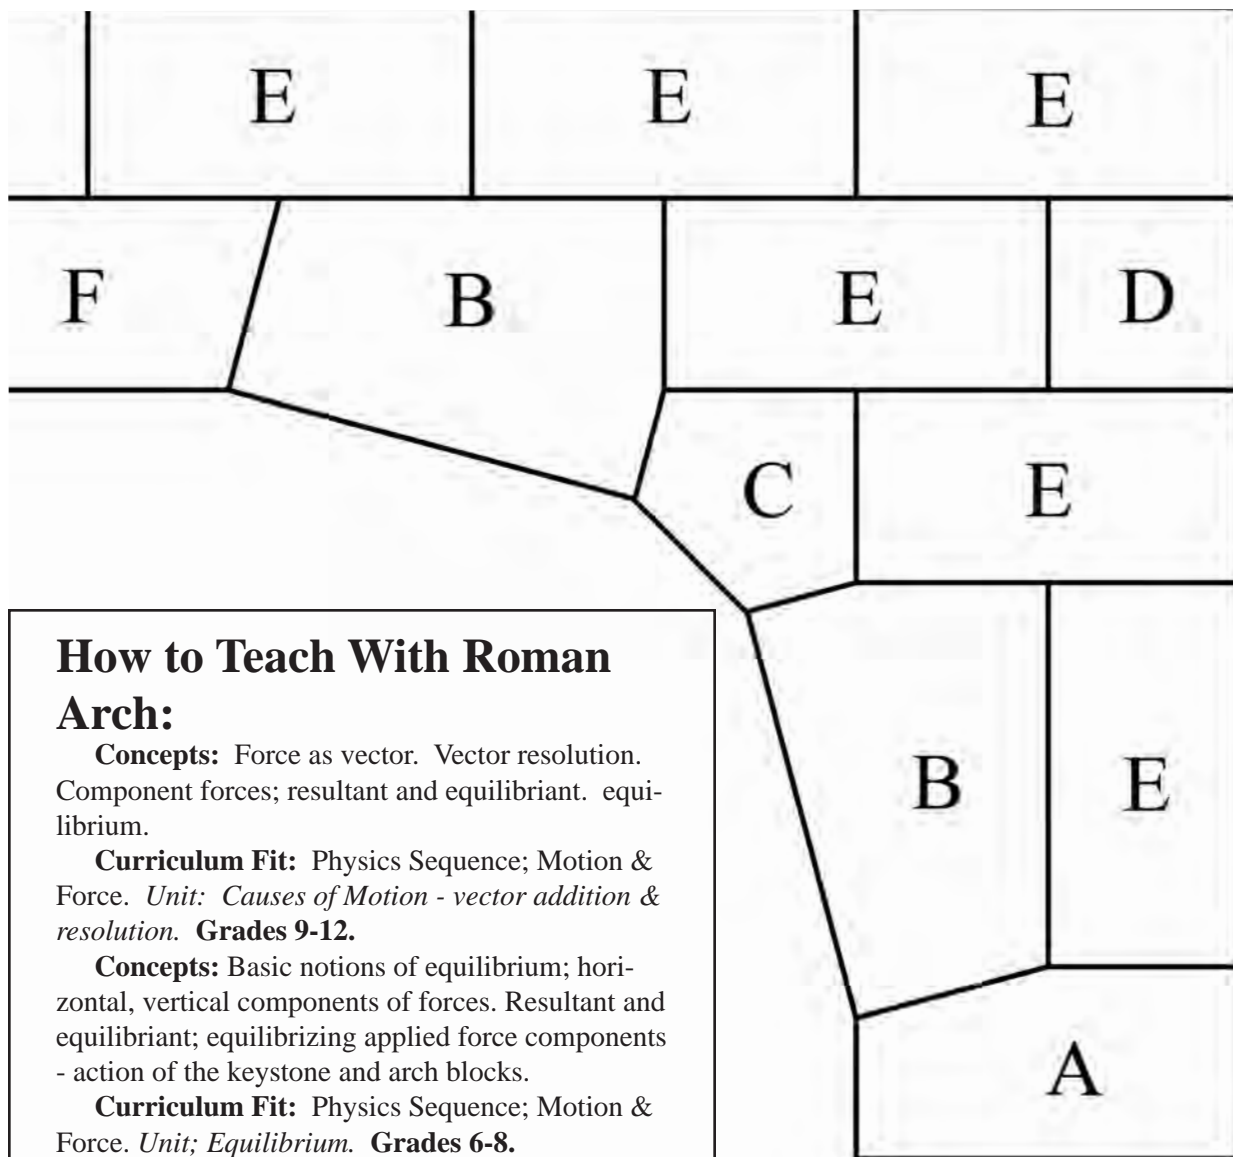 E E E
F B E D
C E
B E
A
How to Teach With Roman
Arch:
Concepts: Force as vector. Vector resolution.
Component forces; resultant and equilibriant. equi-
librium.
Curriculum Fit: Physics Sequence; Motion &
Force. Unit: Causes of Motion - vector addition &
resolution. Grades 9-12.
Concepts: Basic notions of equilibrium; hori-
zontal, vertical components of forces. Resultant and
equilibriant; equilibrizing applied force components
- action of the keystone and arch blocks.
Curriculum Fit: Physics Sequence; Motion &
Force. Unit; Equilibrium. Grades 6-8.